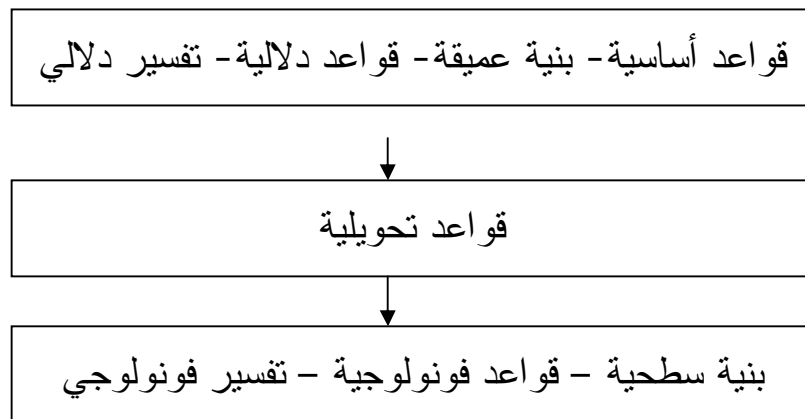 قواعد أساسية- بنية عميقة- قواعد دلالية- تفسير دلالي
قواعد تحويلية
بنية سطحية – قواعد فونولوجية – تفسير فونولوجي